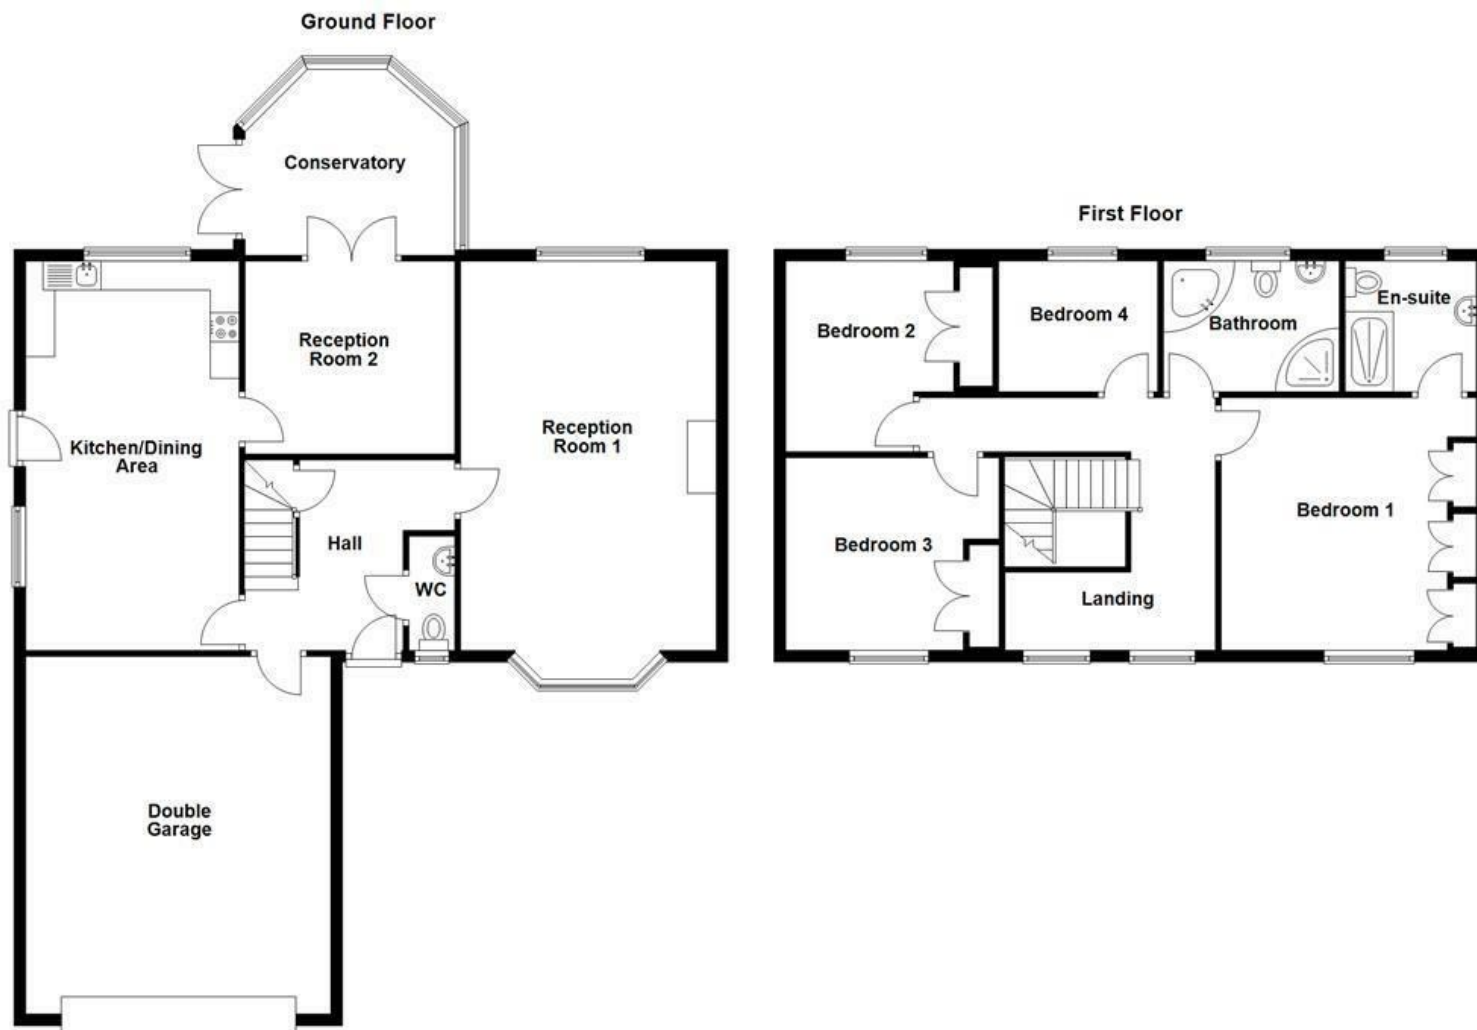 Ground Floor
Conservatory
Reception
Room 2
Reception
Room 1
Kitchen/Dining
Area
Hall
WC
Double
Garage
First Floor
Bedroom 2
Bedroom 4
Bathroom
En-suite
Bedroom 1
Bedroom 3
Landing